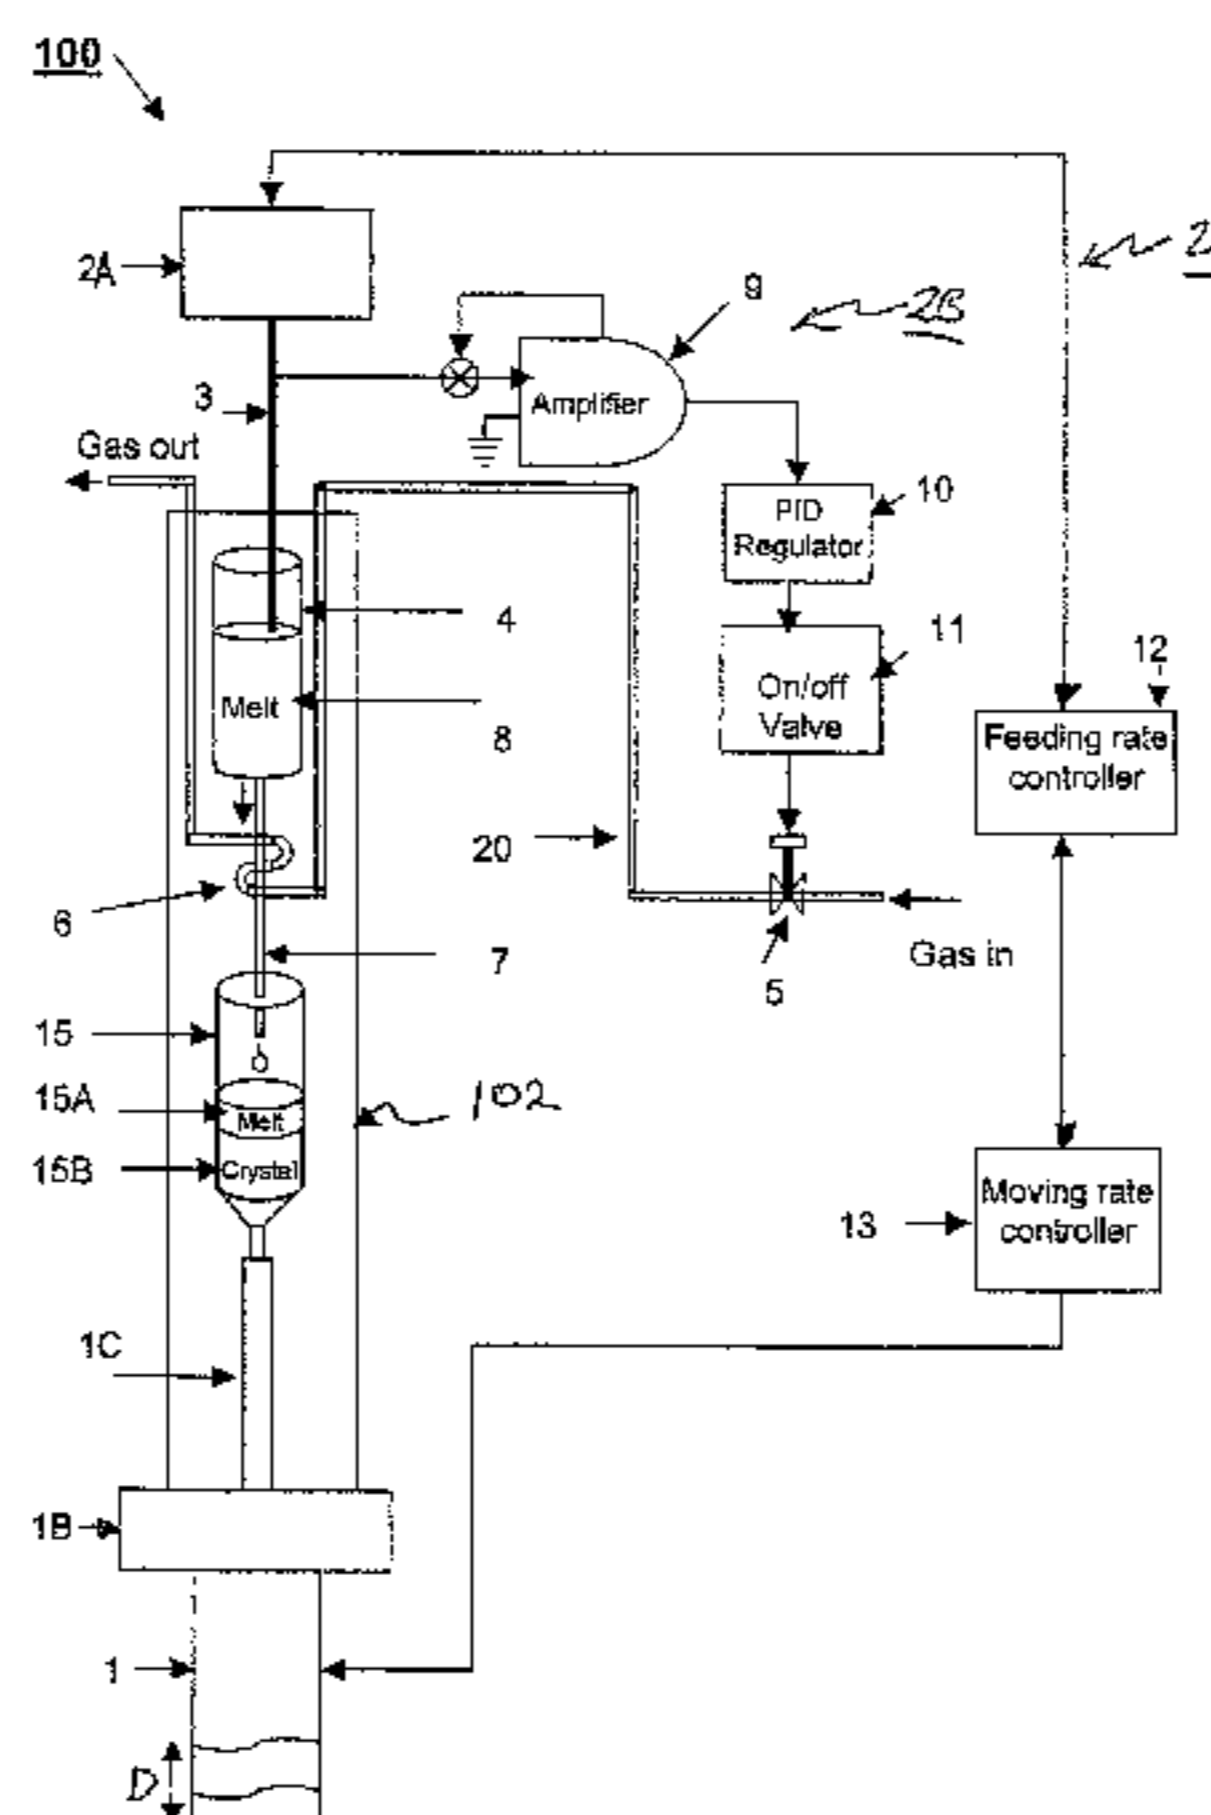 100
2
2A
9
2B
3
Amplifier
Gas out
10
PID
Regulator
4
11
12
Melt
On/off
Valve
8
Feeding rate
controller
20
6
7
Gas in
5
15
15A
Melt
102
15B
Crystal
Moving rate
controller
13
1C
1B
1
D